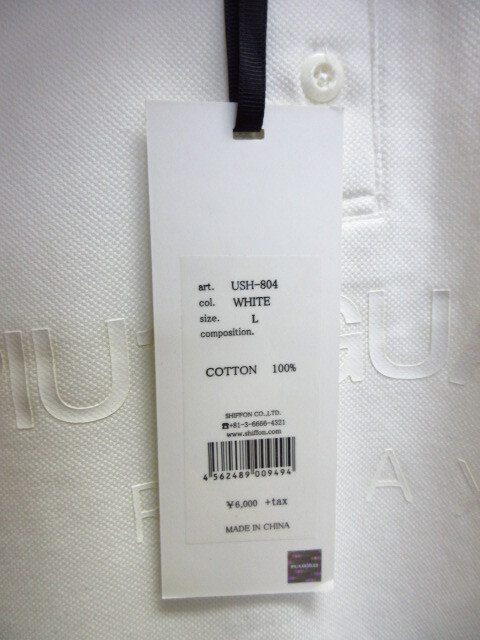 art. USH-804
col. WHITE
size. L
composition.
COTTON 100%
SHIFFON CO.,LTD.
☎+81-3-6666-4321
www.shiffon.com
4 562489 009494
¥6,000 +tax
MADE IN CHINA